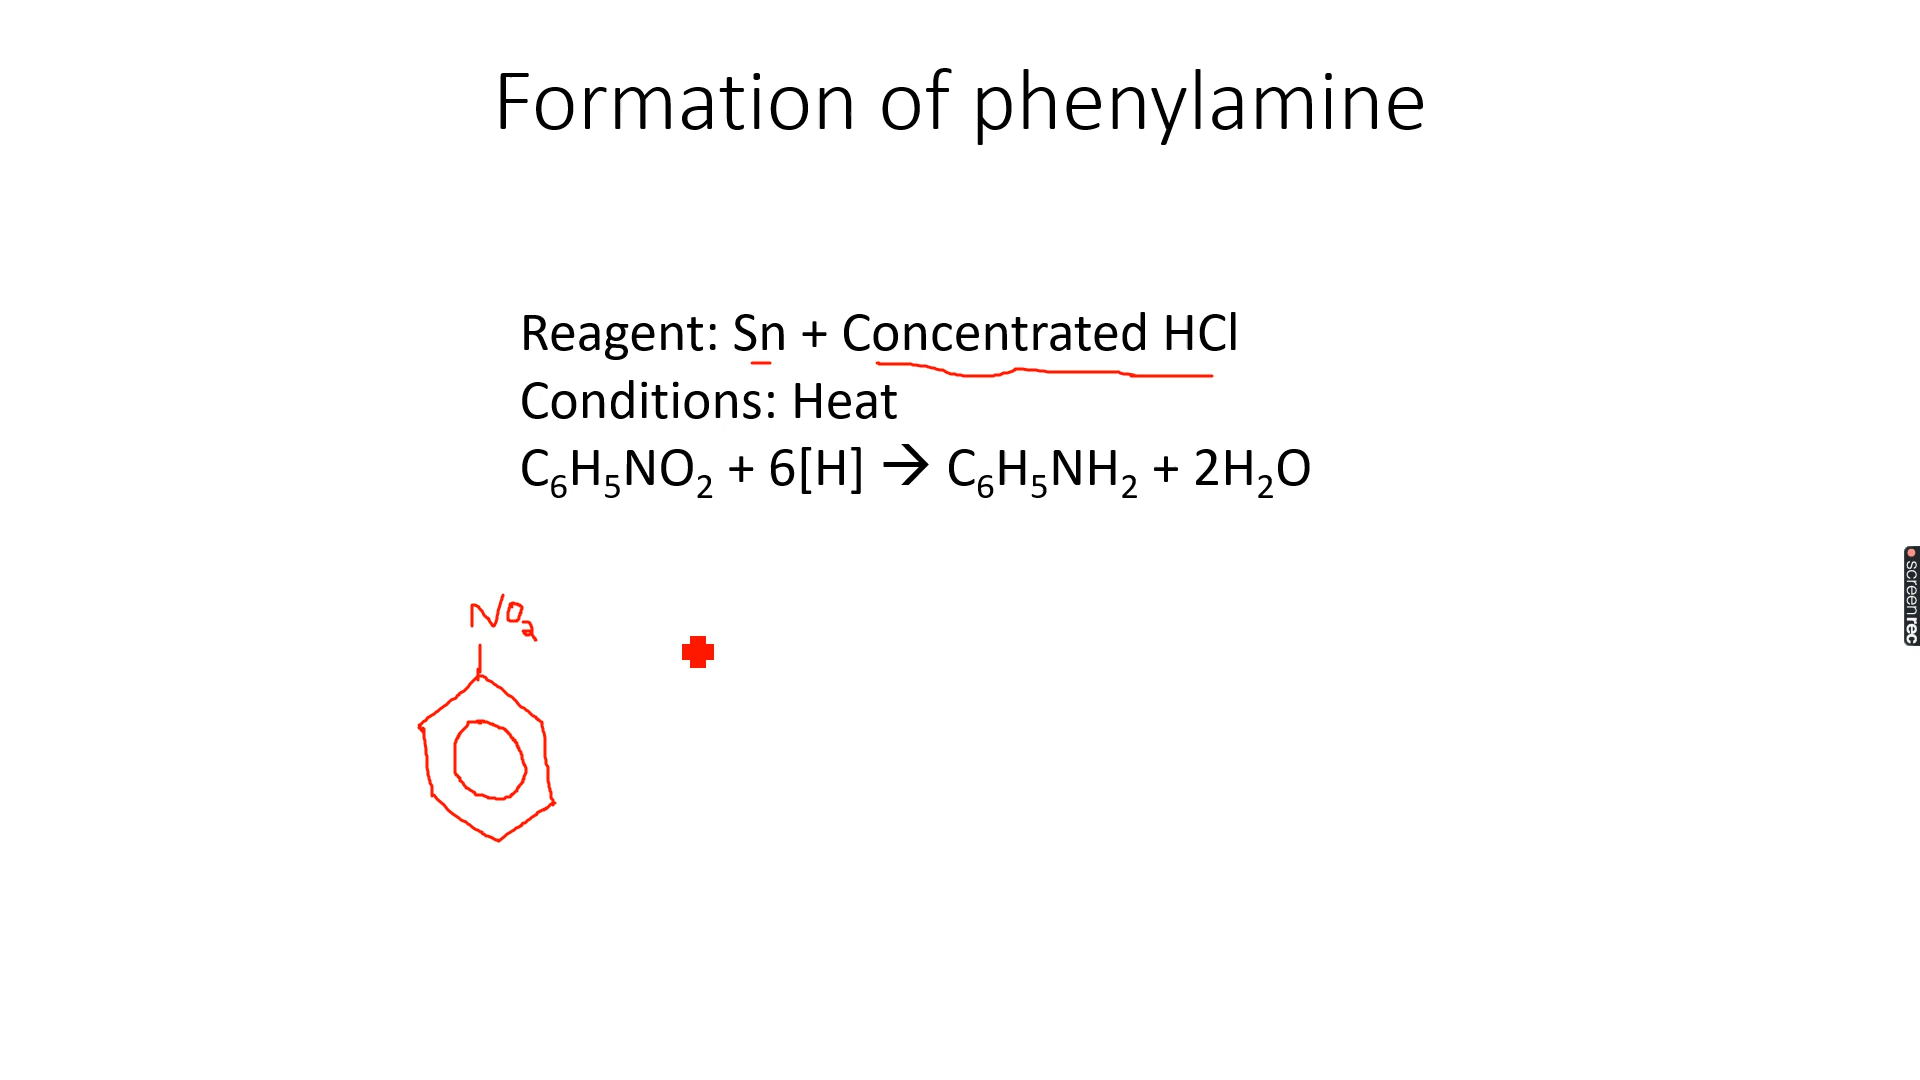 Formation of phenylamine
Reagent: Sn + Concentrated HCl
Conditions: Heat
C₆H₅NO₂ + 6[H] → C₆H₅NH₂ + 2H₂O
NO₂
screenrec